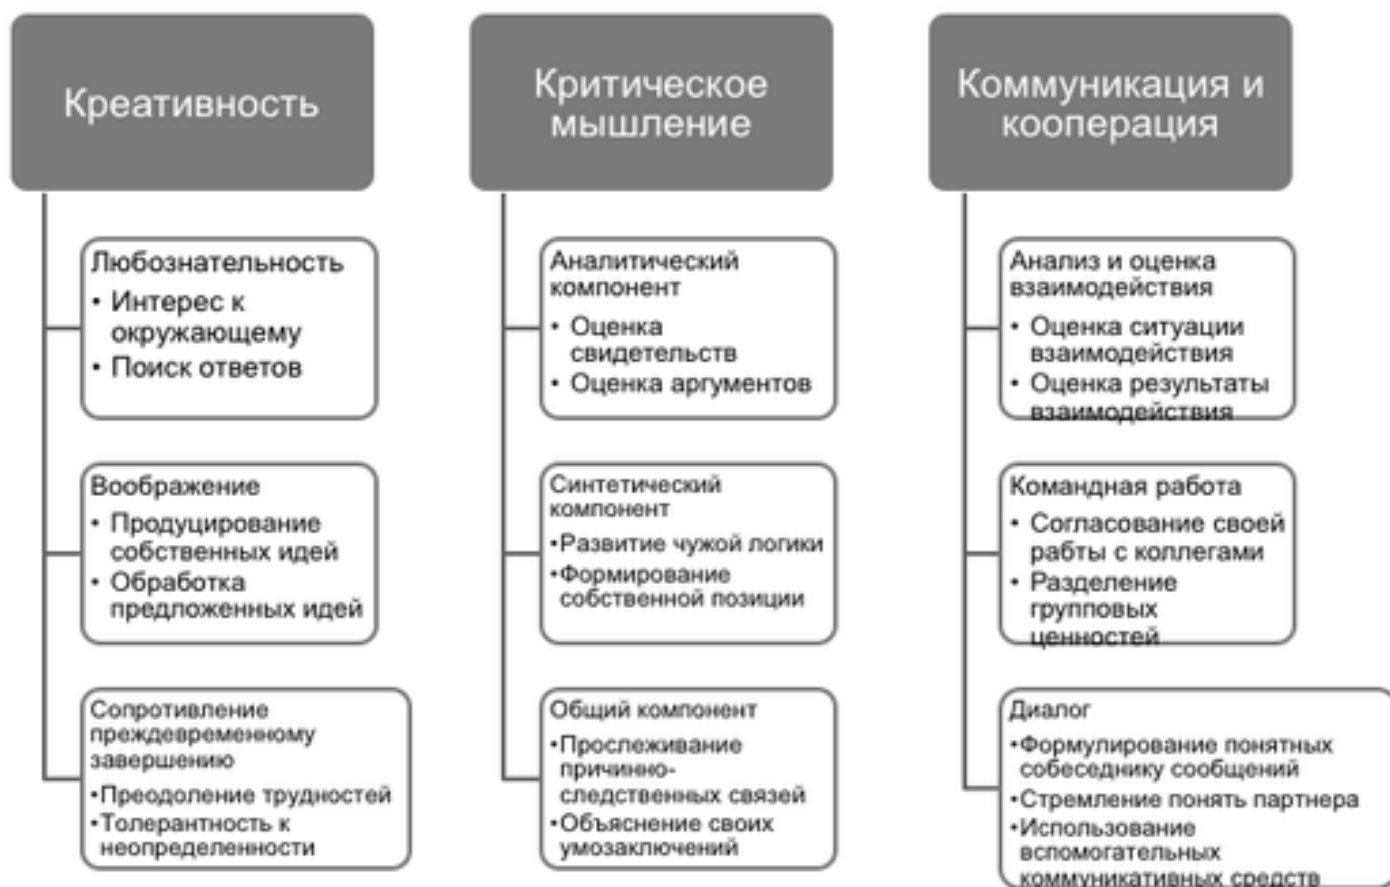 Креативность
Любознательность
• Интерес к
окружающему
• Поиск ответов
Воображение
• Продуцирование
собственных идей
• Обработка
предложенных идей
Сопротивление
преждевременному
завершению
•Преодоление трудностей
•Толерантность к
неопределенности
Критическое
мышление
Аналитический
компонент
• Оценка
свидетельств
• Оценка аргументов
Синтетический
компонент
•Развитие чужой логики
•Формирование
собственной позиции
Общий компонент
•Прослеживание
причинно-
следственных связей
•Объяснение своих
умозаключений
Коммуникация и
кооперация
Анализ и оценка
взаимодействия
• Оценка ситуации
взаимодействия
• Оценка результаты
взаимодействия
Командная работа
• Согласование своей
рабты с коллегами
• Разделение
групповых
ценностей
Диалог
•Формулирование понятных
собеседнику сообщений
•Стремление понять партнера
•Использование
вспомогательных
коммуникативных средств